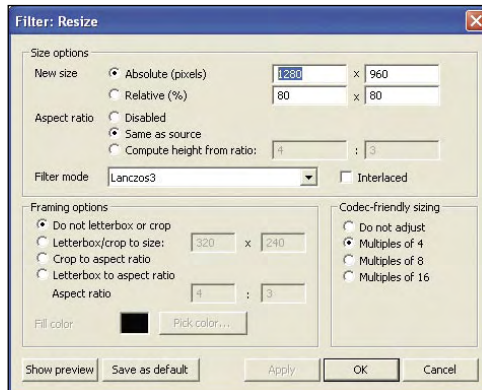 Filter: Resize
Size options
New size Absolute (pixels) 1280 x 960
Relative (%) 80 x 80
Aspect ratio Disabled
Same as source
Compute height from ratio: 4 : 3
Filter mode Lanczos3 Interlaced
Framing options
Do not letterbox or crop
Letterbox/crop to size: 320 x 240
Crop to aspect ratio
Letterbox to aspect ratio
Aspect ratio 4 : 3
Fill color Pick color...
Codec-friendly sizing
Do not adjust
Multiples of 4
Multiples of 8
Multiples of 16
Show preview Save as default Apply OK Cancel